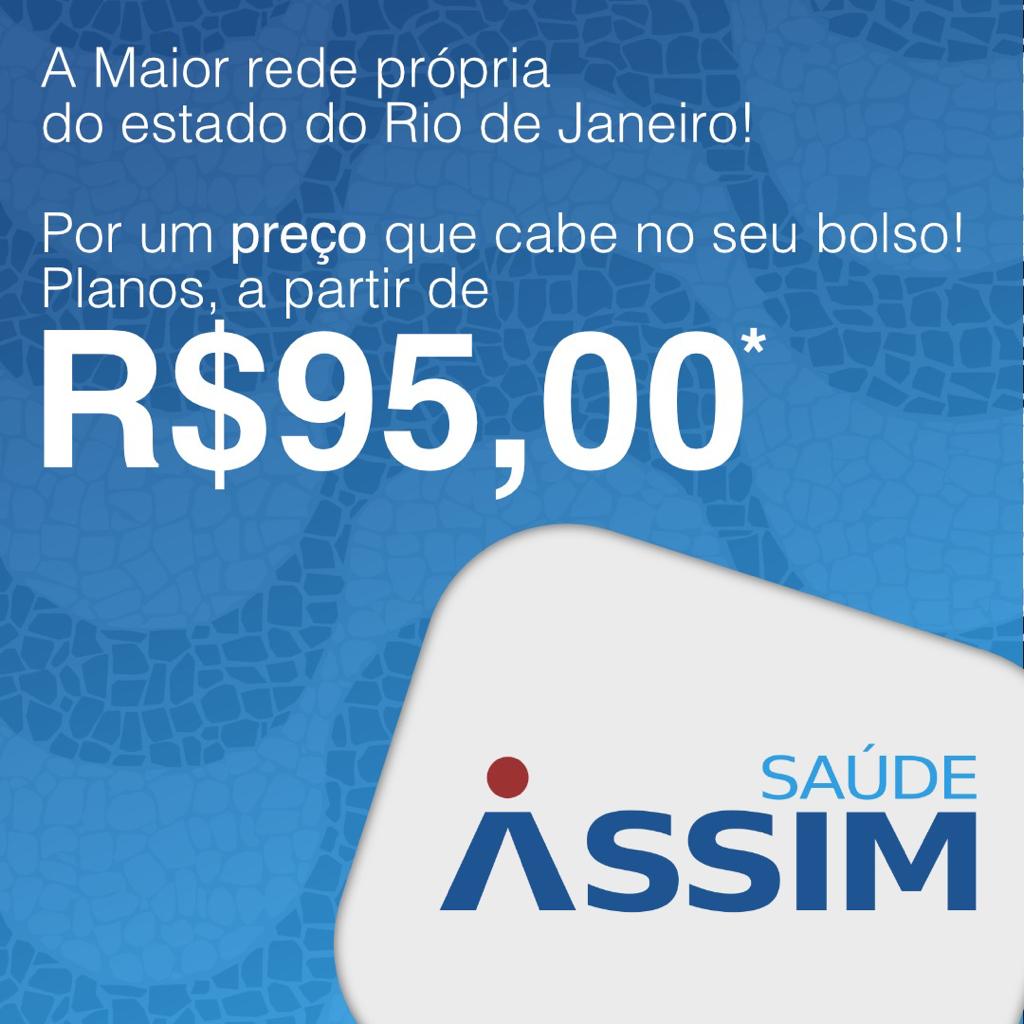 A Maior rede própria
do estado do Rio de Janeiro!
Por um preço que cabe no seu bolso!
Planos, a partir de
R$95,00*
SAÚDE
ASSIM